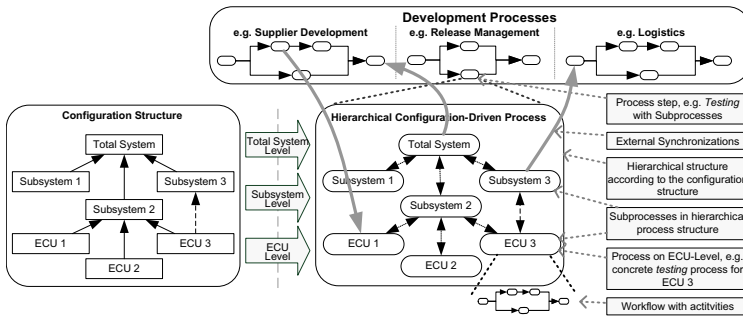 Development Processes
e.g. Supplier Development
e.g. Release Management
e.g. Logistics
Configuration Structure
Total System
Subsystem 1
Subsystem 3
Subsystem 2
ECU 1
ECU 3
ECU 2
Total System
Level
Subsystem
Level
ECU
Level
Hierarchical Configuration-Driven Process
Total System
Subsystem 1
Subsystem 3
Subsystem 2
ECU 1
ECU 3
ECU 2
Process step, e.g. Testing
with Subprocesses
External Synchronizations
Hierarchical structure
according to the configuration
structure
Subprocesses in hierarchical
process structure
Process on ECU-Level, e.g.
concrete testing process for
ECU 3
Workflow with actitvities